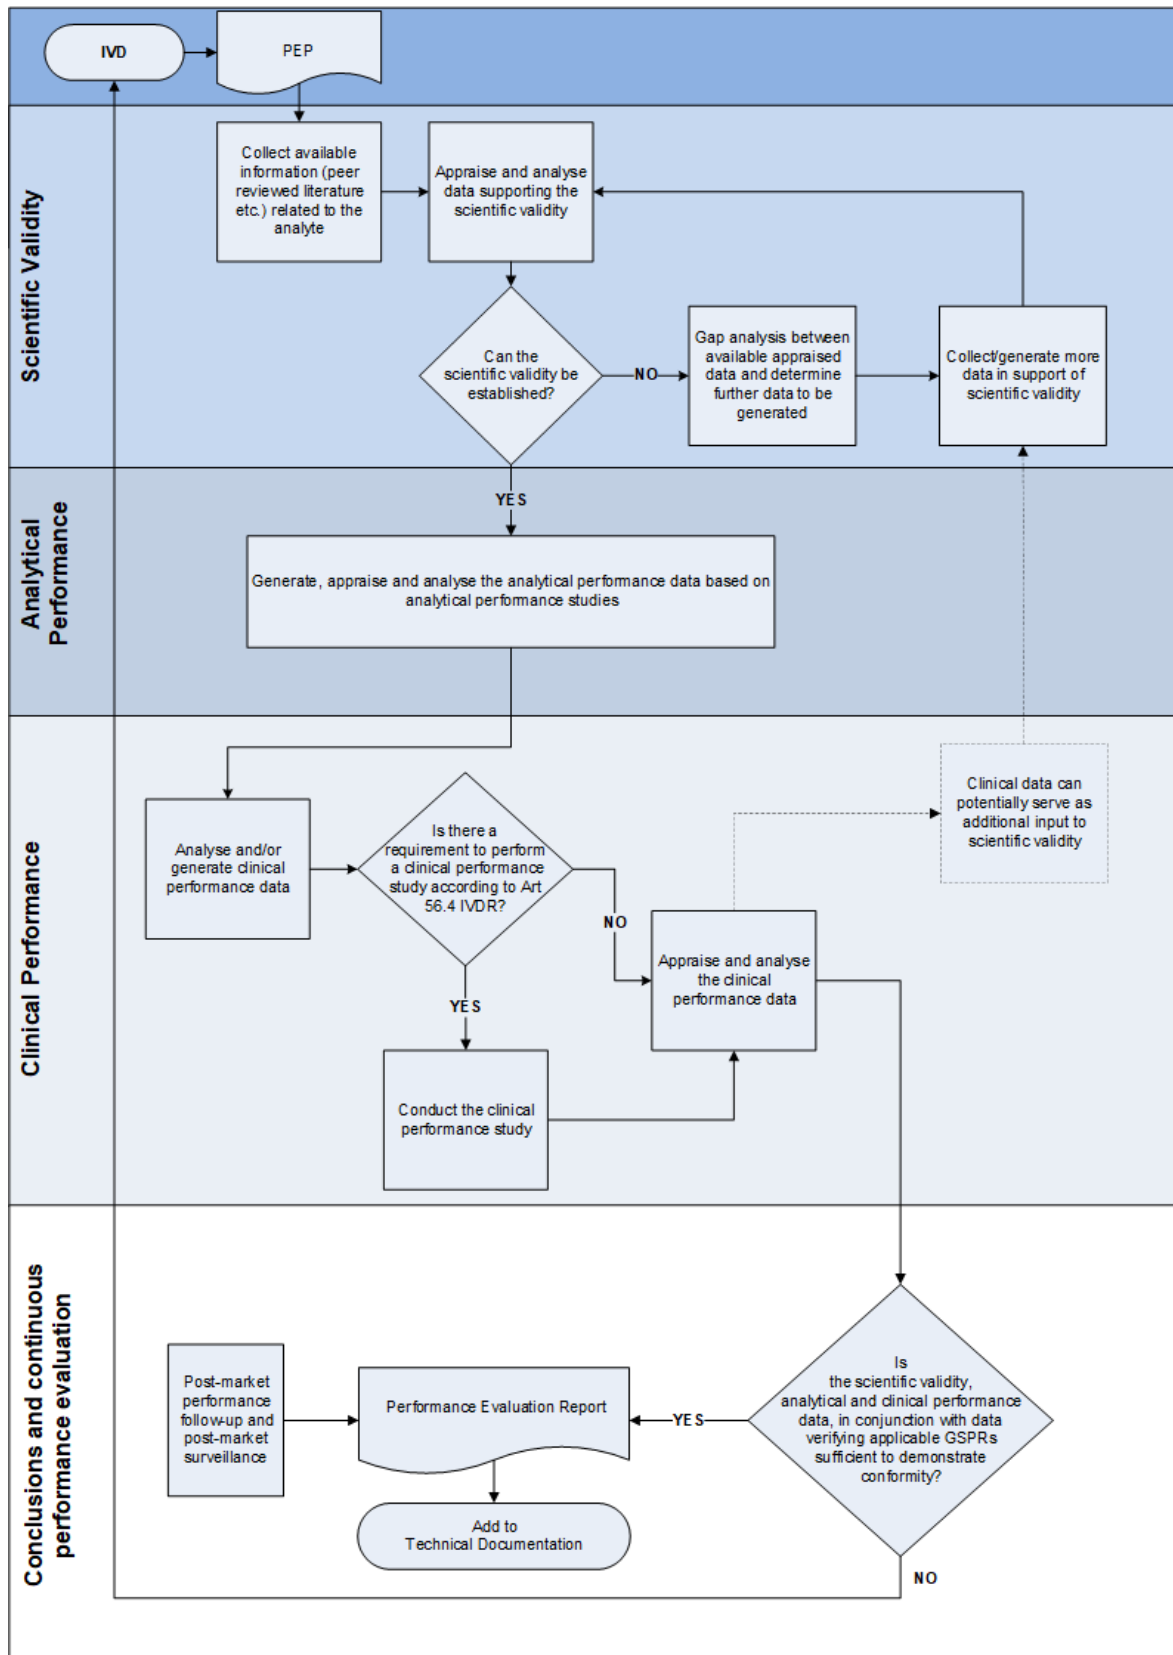 IVD
PEP
Scientific Validity
Collect available
information (peer
reviewed literature
etc.) related to the
analyte
Appraise and analyse
data supporting the
scientific validity
Can the
scientific validity be
established?
NO
Gap analysis between
available appraised
data and determine
further data to be
generated
Collect/generate more
data in support of
scientific validity
YES
Analytical
Performance
Generate, appraise and analyse the analytical performance data based on
analytical performance studies
Clinical Performance
Analyse and/or
generate clinical
performance data
Is there a
requirement to perform
a clinical performance
study according to Art
56.4 IVDR?
NO
YES
Conduct the clinical
performance study
Appraise and analyse
the clinical
performance data
Clinical data can
potentially serve as
additional input to
scientific validity
Conclusions and continuous
performance evaluation
Post-market
performance
follow-up and
post-market
surveillance
Performance Evaluation Report
YES
Is
the scientific validity,
analytical and clinical performance
data, in conjunction with data
verifying applicable GSPRs
sufficient to demonstrate
conformity?
Add to
Technical Documentation
NO